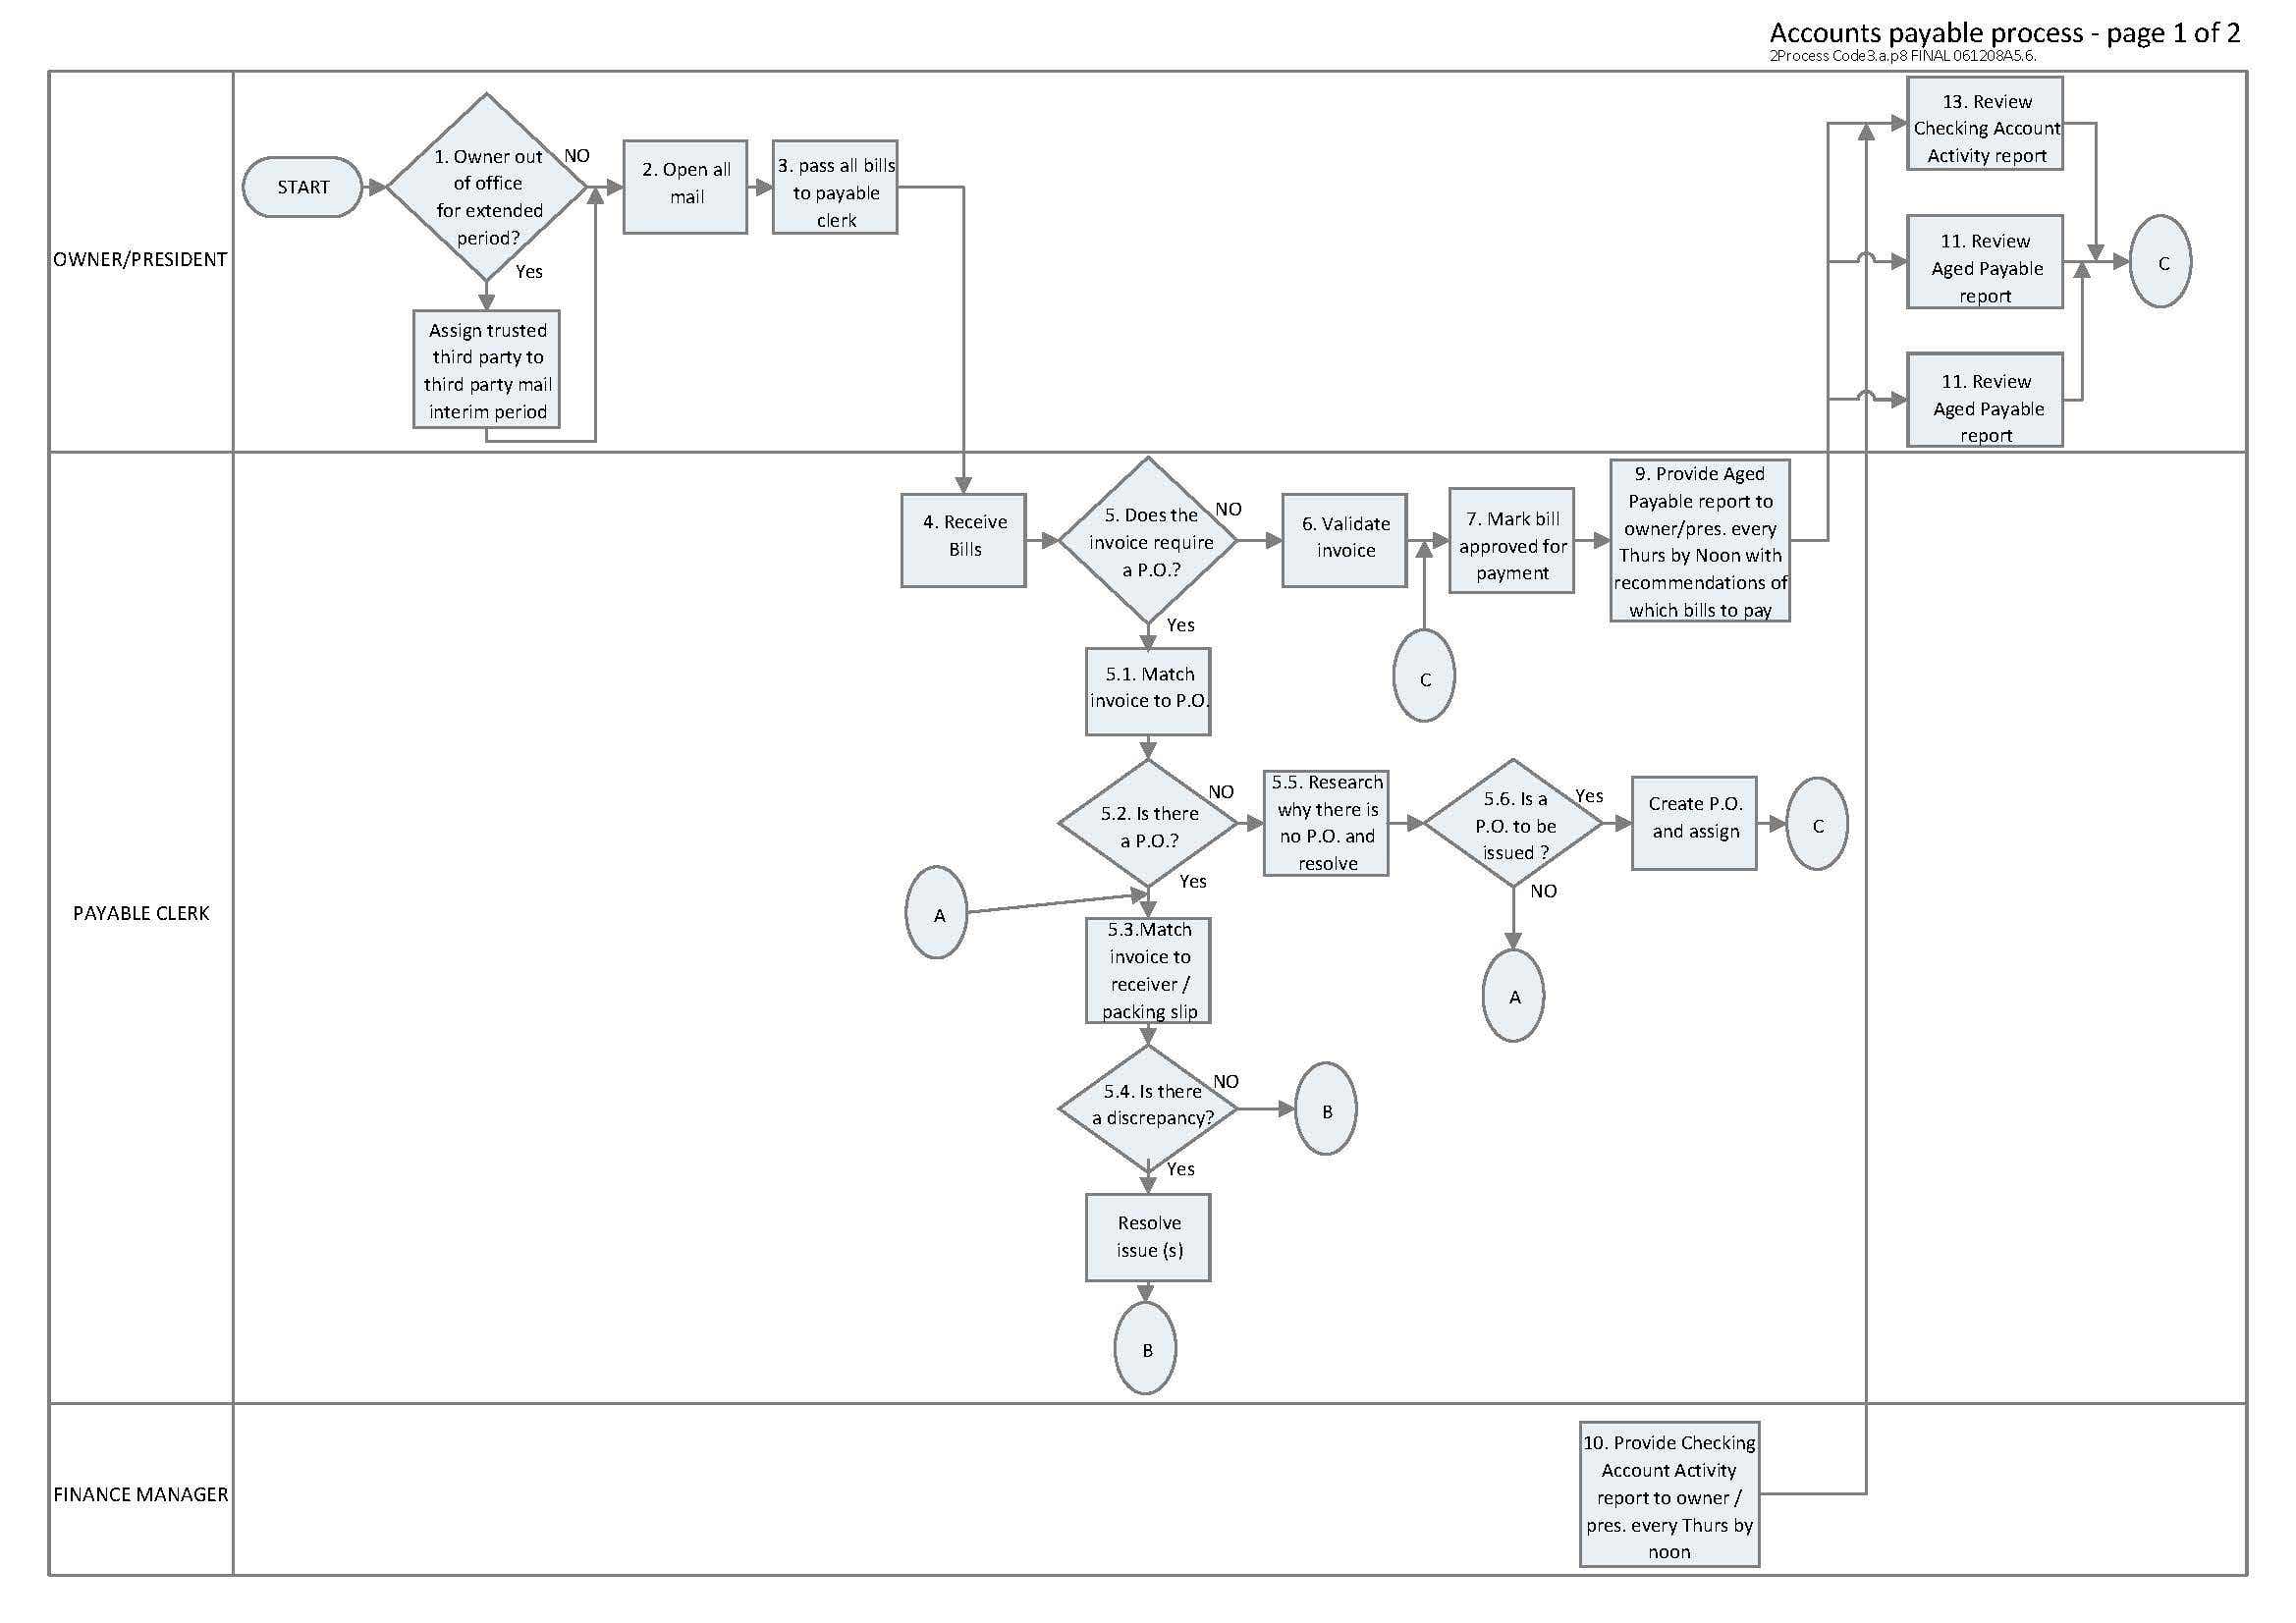 Accounts payable process - page 1 of 2
2Process Code3.a.p8 FINAL 061208A5.6.
OWNER/PRESIDENT
START
1. Owner out
of office
for extended
period?
NO
Yes
Assign trusted
third party to
third party mail
interim period
2. Open all
mail
3. pass all bills
to payable
clerk
13. Review
Checking Account
Activity report
11. Review
Aged Payable
report
11. Review
Aged Payable
report
C
PAYABLE CLERK
4. Receive
Bills
5. Does the
invoice require
a P.O.?
NO
Yes
6. Validate
invoice
7. Mark bill
approved for
payment
9. Provide Aged
Payable report to
owner/pres. every
Thurs by Noon with
recommendations of
which bills to pay
C
5.1. Match
invoice to P.O.
5.2. Is there
a P.O.?
NO
Yes
5.5. Research
why there is
no P.O. and
resolve
5.6. Is a
P.O. to be
issued ?
Yes
NO
Create P.O.
and assign
C
A
A
5.3.Match
invoice to
receiver /
packing slip
5.4. Is there
a discrepancy?
NO
B
Yes
Resolve
issue (s)
B
FINANCE MANAGER
10. Provide Checking
Account Activity
report to owner /
pres. every Thurs by
noon